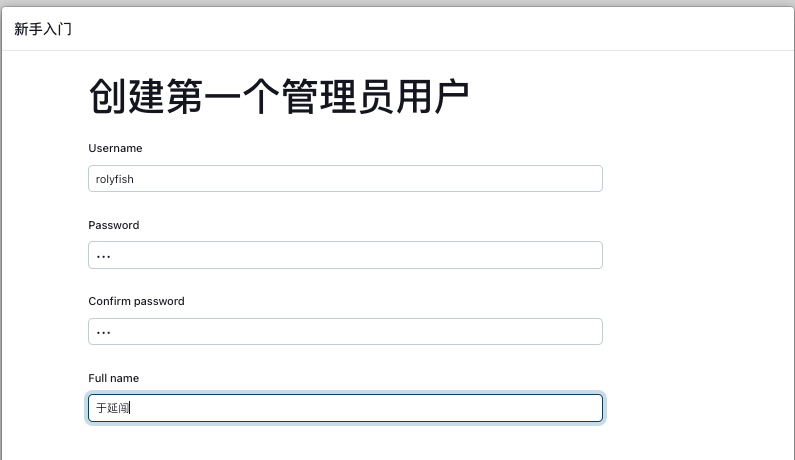 新手入门
创建第一个管理员用户
Username
rolyfish
Password
•••
Confirm password
•••
Full name
于延闯